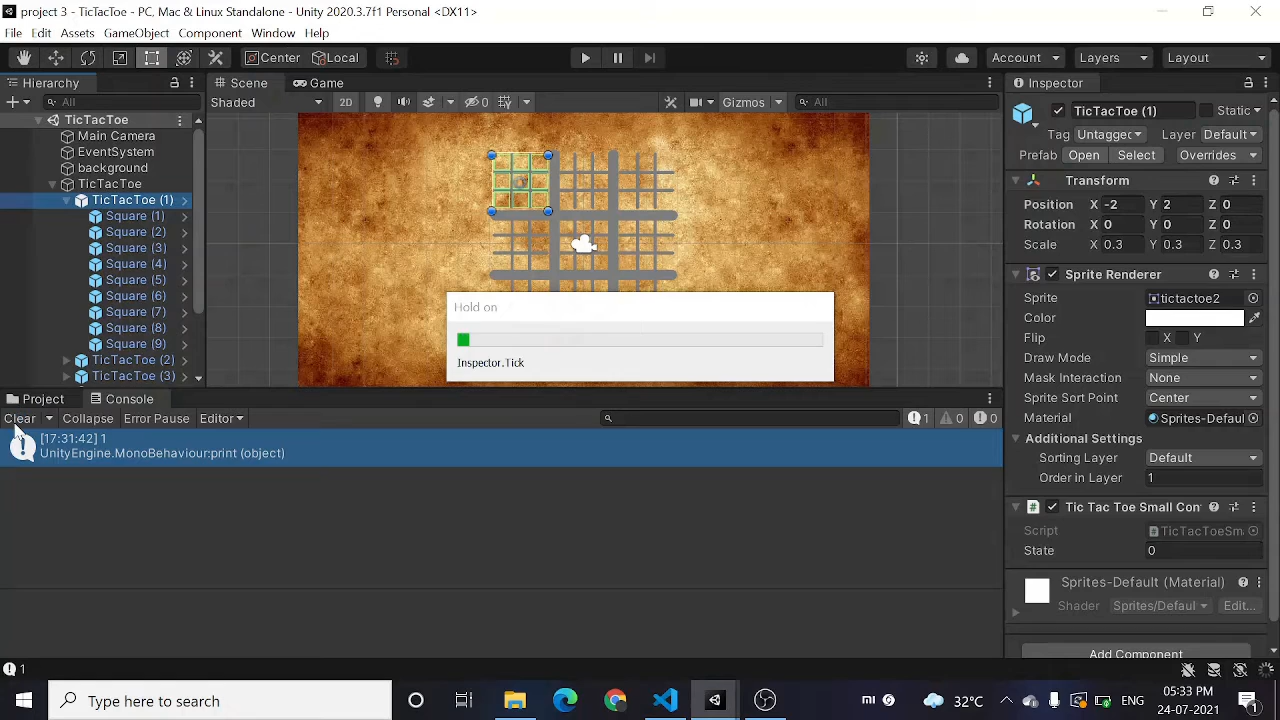 project 3 - TicTacToe - PC, Mac & Linux Standalone - Unity 2020.3.7f1 Personal <DX11>
File Edit Assets GameObject Component Window Help
Center Local Account Layers Layout
Hierarchy
All
TicTacToe
Main Camera
EventSystem
background
TicTacToe
TicTacToe (1)
Square (1)
Square (2)
Square (3)
Square (4)
Square (5)
Square (6)
Square (7)
Square (8)
Square (9)
TicTacToe (2)
TicTacToe (3)
Scene Game
Shaded 2D 0 Gizmos All
Hold on
Inspector.Tick
Inspector
TicTacToe (1) Static
Tag Untagged Layer Default
Prefab Open Select Overrides
Transform
Position X -2 Y 2 Z 0
Rotation X 0 Y 0 Z 0
Scale X 0.3 Y 0.3 Z 0.3
Sprite Renderer
Sprite tictactoe2
Color
Flip X Y
Draw Mode Simple
Mask Interaction None
Sprite Sort Point Center
Material Sprites-Defaul
Additional Settings
Sorting Layer Default
Order in Layer 1
Tic Tac Toe Small Con
Script TicTacToeSm
State 0
Sprites-Default (Material)
Shader Sprites/Defaul Edit...
Add Component
Project Console
Clear Collapse Error Pause Editor 1 0 0
[17:31:42] 1
UnityEngine.MonoBehaviour:print (object)
1
Type here to search
mi 32°C ENG 05:33 PM
24-07-2021 1